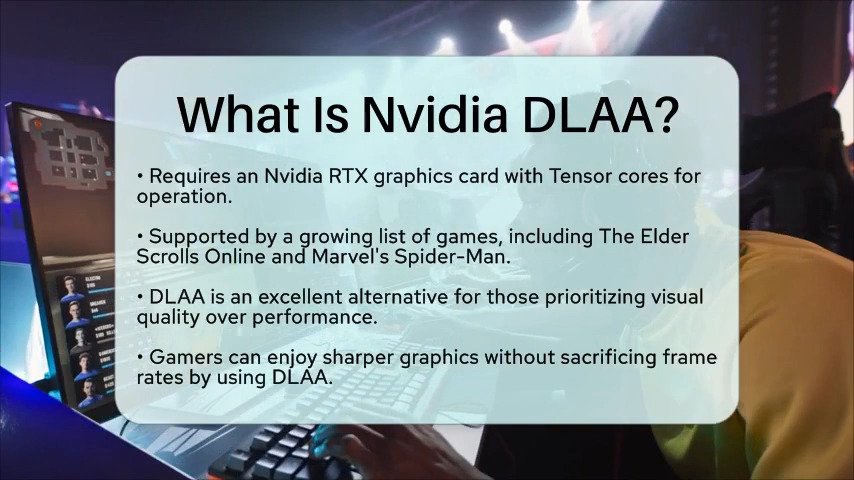 What Is Nvidia DLAA?
• Requires an Nvidia RTX graphics card with Tensor cores for
operation.
• Supported by a growing list of games, including The Elder
Scrolls Online and Marvel's Spider-Man.
• DLAA is an excellent alternative for those prioritizing visual
quality over performance.
• Gamers can enjoy sharper graphics without sacrificing frame
rates by using DLAA.